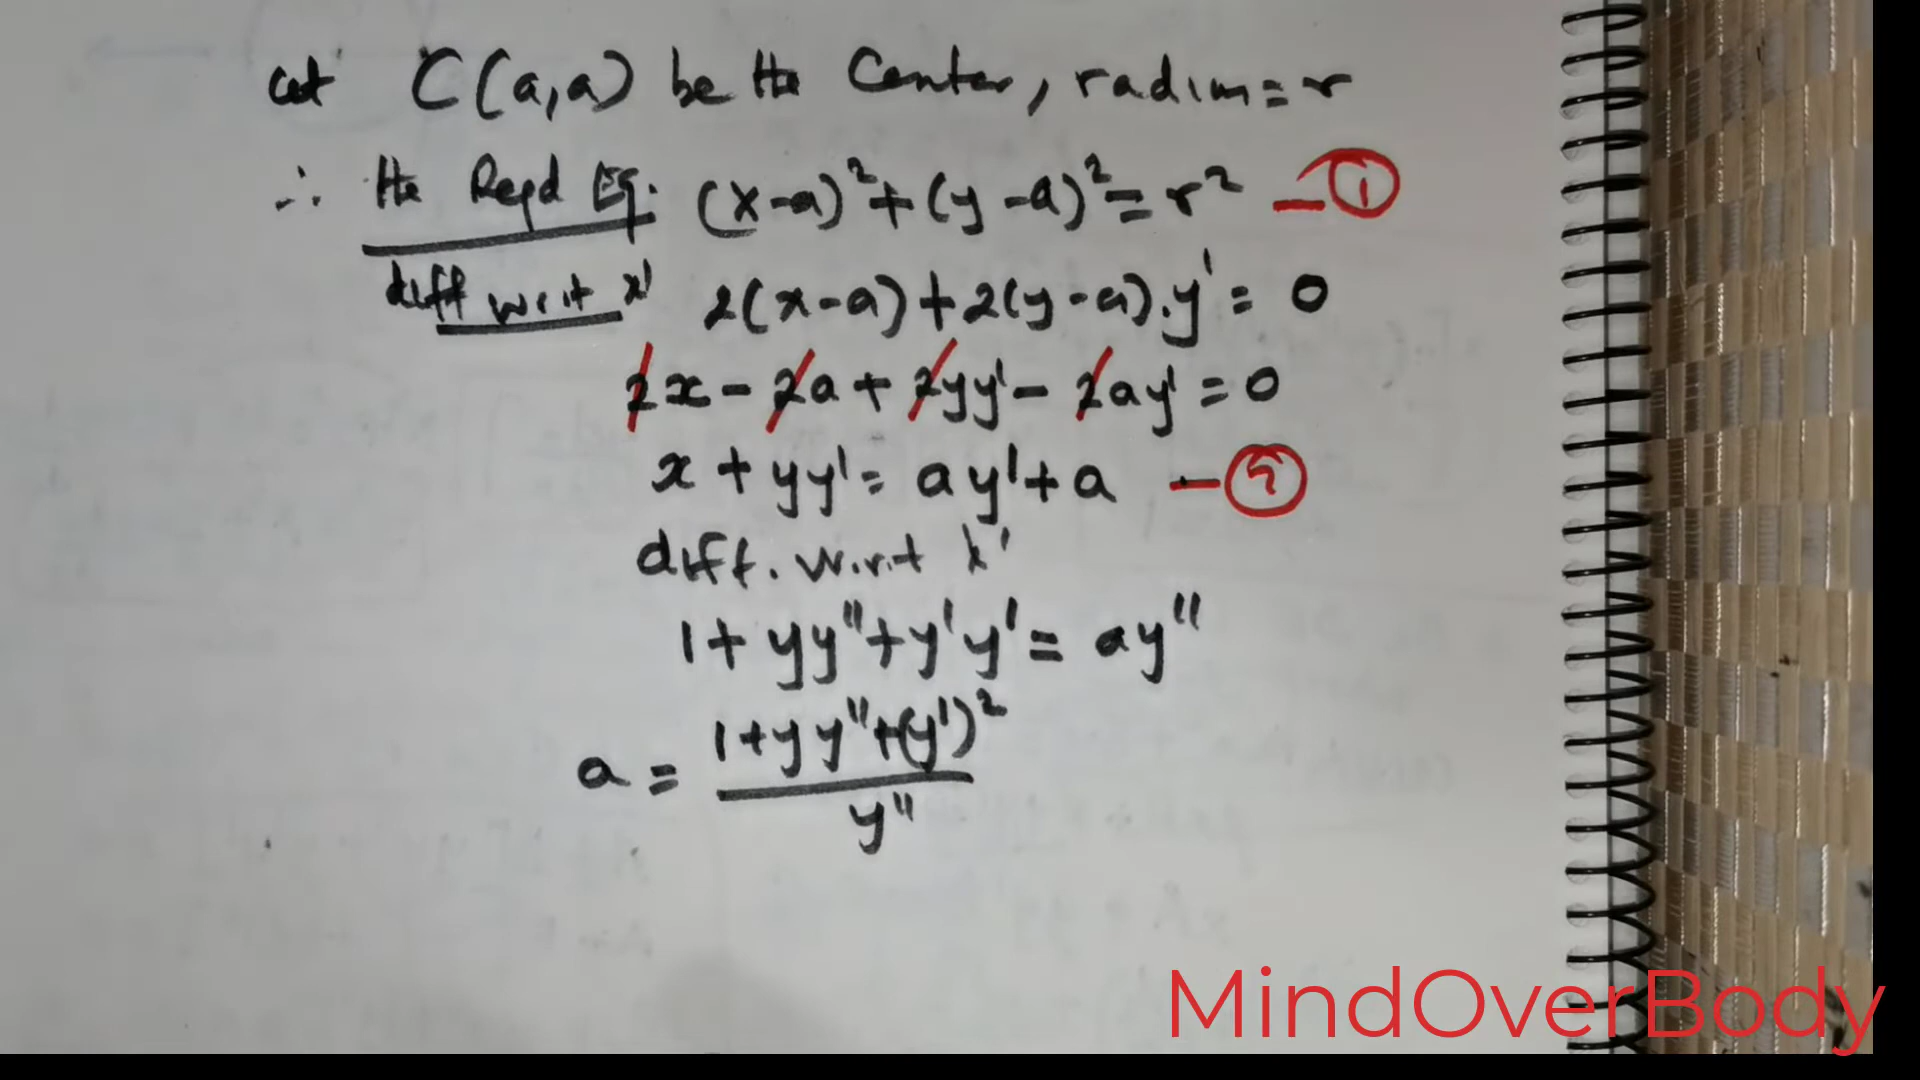 Let C(a,a) be the Center, radius = r
∴ the Reqd Eq. (x-a)² + (y-a)² = r² - ①
diff w.r.t x' 2(x-a) + 2(y-a).y' = 0
2x - 2a + 2yy' - 2ay' = 0
x + yy' = ay' + a -
diff. w.r.t x'
1 + yy'' + y'y' = ay''
a = 1+yy''+(y')² / y''
MindOverBody